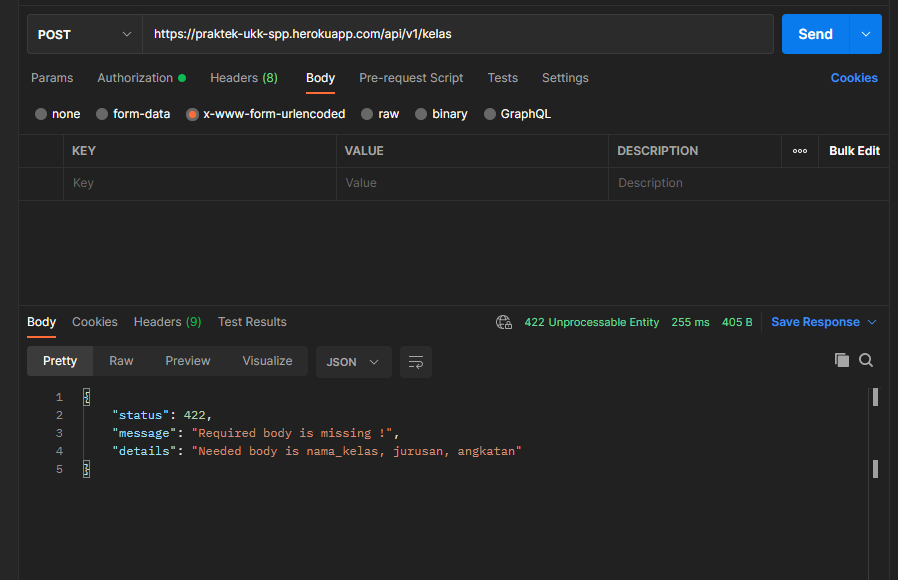 POST https://praktek-ukk-spp.herokuapp.com/api/v1/kelas Send
Params Authorization Headers (8) Body Pre-request Script Tests Settings Cookies
none form-data x-www-form-urlencoded raw binary GraphQL
KEY VALUE DESCRIPTION ooo Bulk Edit
Key Value Description
Body Cookies Headers (9) Test Results 422 Unprocessable Entity 255 ms 405 B Save Response
Pretty Raw Preview Visualize JSON
1 {
2 "status": 422,
3 "message": "Required body is missing !",
4 "details": "Needed body is nama_kelas, jurusan, angkatan"
5 }